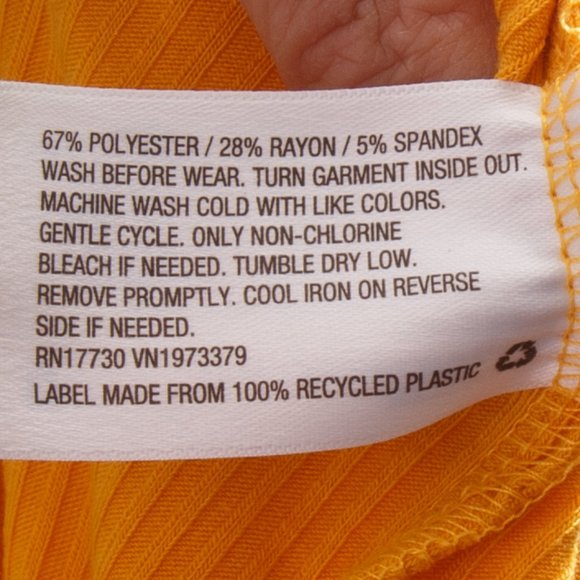 67% POLYESTER / 28% RAYON / 5% SPANDEX
WASH BEFORE WEAR. TURN GARMENT INSIDE OUT.
MACHINE WASH COLD WITH LIKE COLORS.
GENTLE CYCLE. ONLY NON-CHLORINE
BLEACH IF NEEDED. TUMBLE DRY LOW.
REMOVE PROMPTLY. COOL IRON ON REVERSE
SIDE IF NEEDED.
RN17730 VN1973379
LABEL MADE FROM 100% RECYCLED PLASTIC